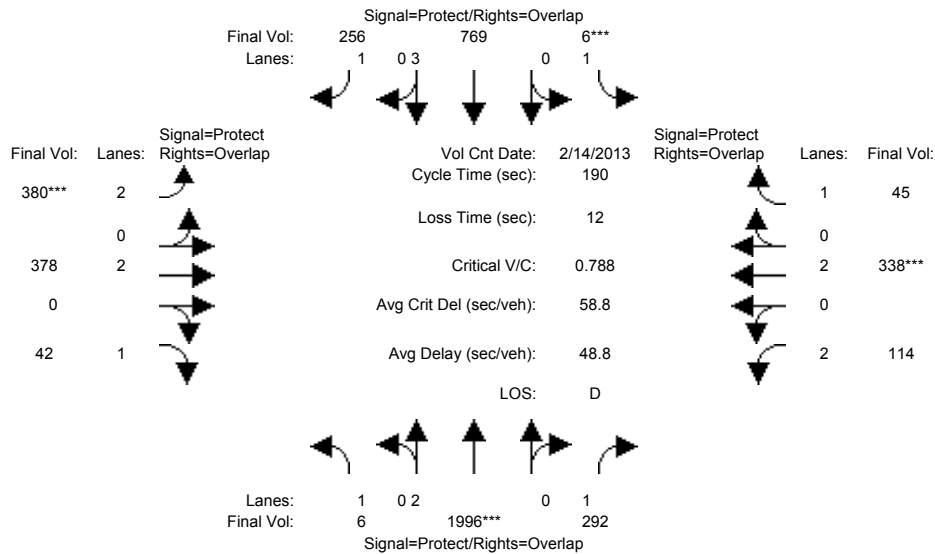 Signal=Protect/Rights=Overlap
Final Vol: 256 769 6***
Lanes: 1 0 3 0 1
Signal=Protect
Rights=Overlap
Final Vol: Lanes:
Vol Cnt Date: 2/14/2013
Signal=Protect
Rights=Overlap
Lanes: Final Vol:
Cycle Time (sec): 190
380*** 2
1 45
Loss Time (sec): 12
0
0
378 2
Critical V/C: 0.788
2 338***
0
Avg Crit Del (sec/veh): 58.8
0
42 1
Avg Delay (sec/veh): 48.8
2 114
LOS: D
Lanes: 1 0 2 0 1
Final Vol: 6 1996*** 292
Signal=Protect/Rights=Overlap